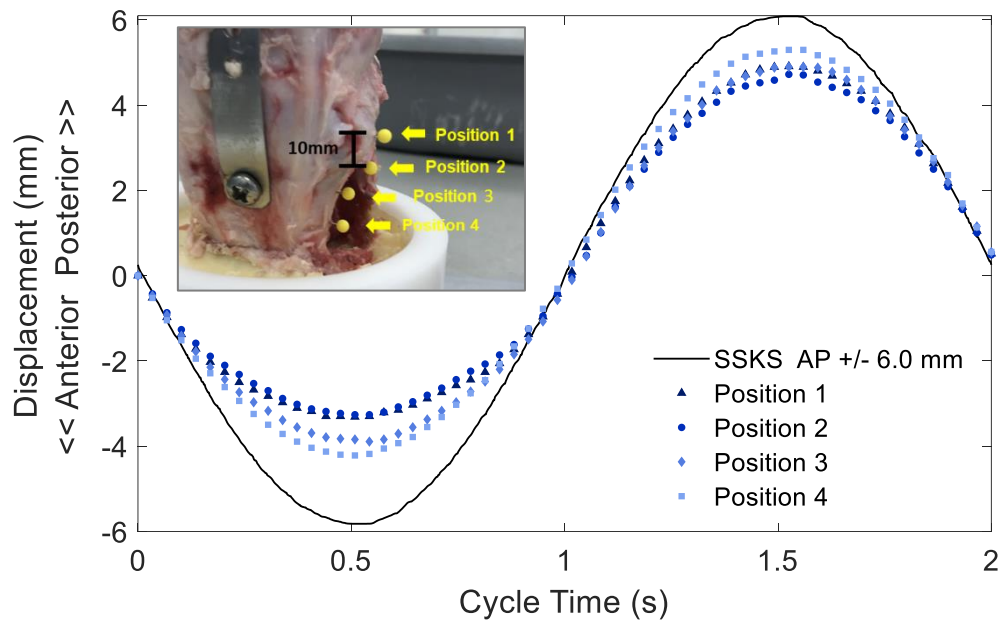 6
4
2
0
-2
-4
-6
Displacement (mm)
<< Anterior Posterior >>
10mm
Position 1
Position 2
Position 3
Position 4
SSKS AP +/- 6.0 mm
Position 1
Position 2
Position 3
Position 4
0 0.5 1 1.5 2
Cycle Time (s)